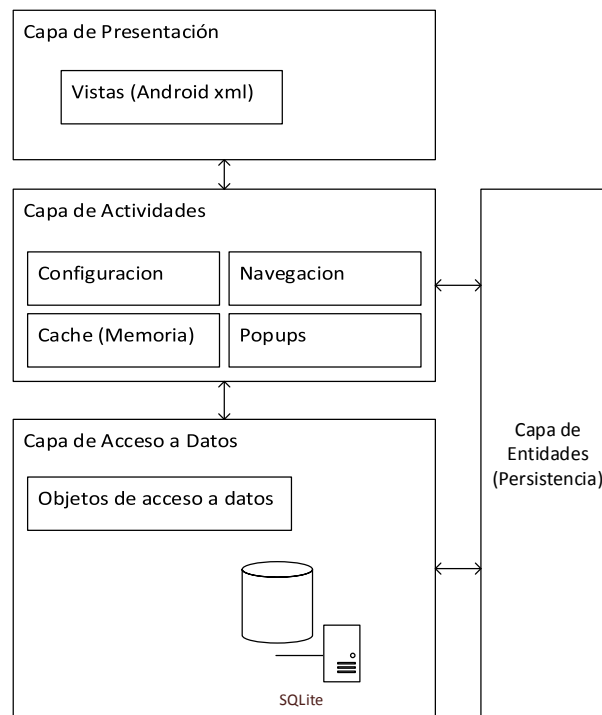 Capa de Presentación
Vistas (Android xml)
Capa de Actividades
Configuracion
Navegacion
Cache (Memoria)
Popups
Capa de Acceso a Datos
Objetos de acceso a datos
SQLite
Capa de
Entidades
(Persistencia)